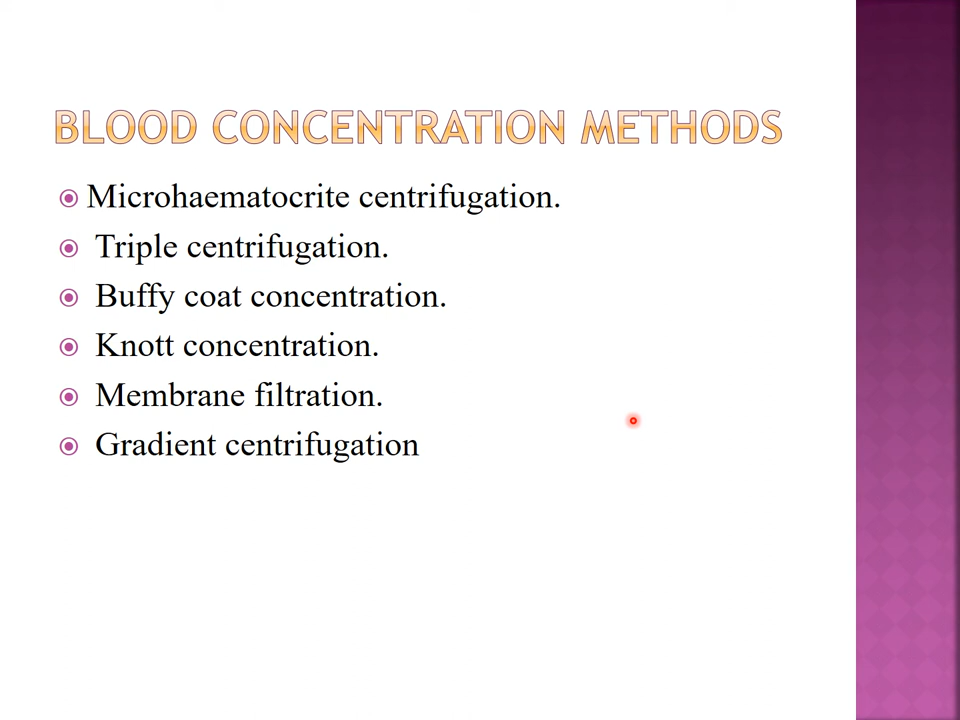 BLOOD CONCENTRATION METHODS
Microhaematocrite centrifugation.
Triple centrifugation.
Buffy coat concentration.
Knott concentration.
Membrane filtration.
Gradient centrifugation